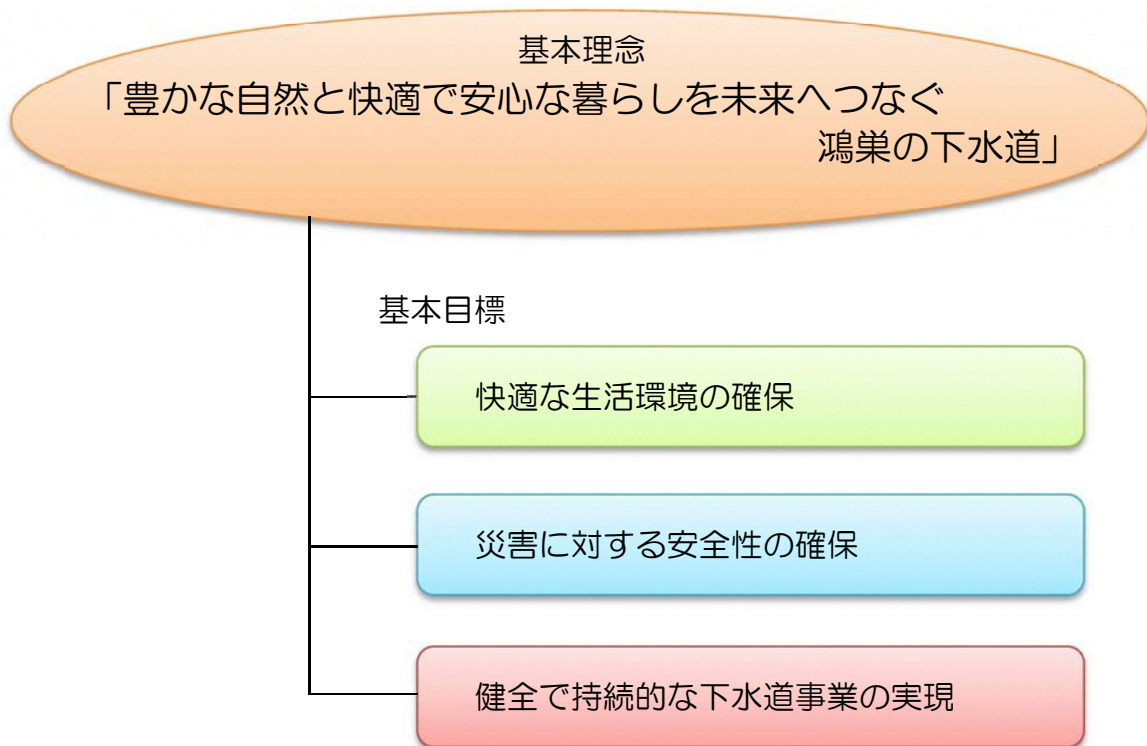 基本理念
「豊かな自然と快適で安心な暮らしを未来へつなぐ
鴻巣の下水道」
基本目標
快適な生活環境の確保
災害に対する安全性の確保
健全で持続的な下水道事業の実現